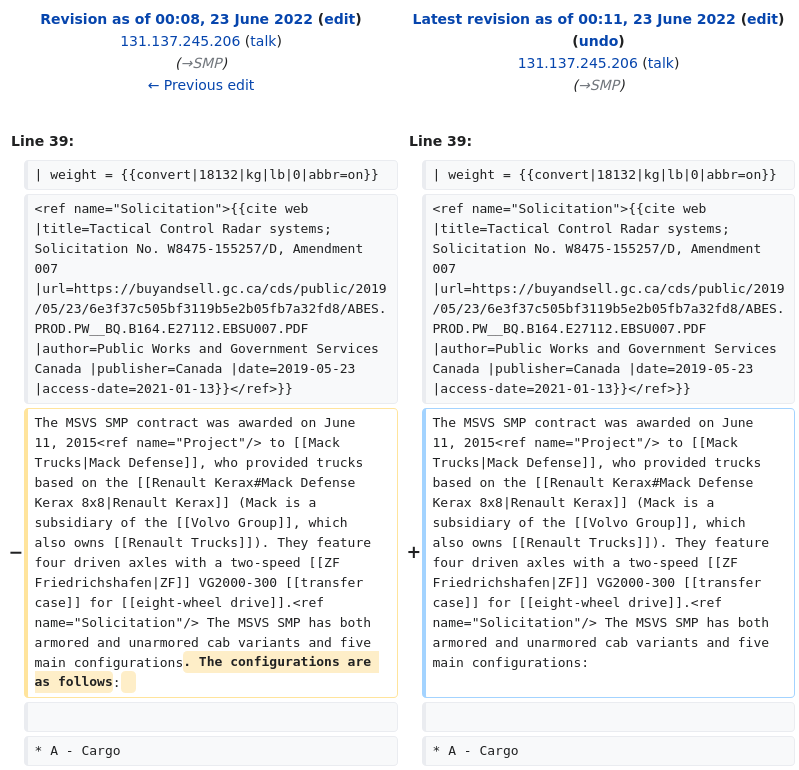 Revision as of 00:08, 23 June 2022 (edit)
131.137.245.206 (talk)
(→SMP)
← Previous edit
Latest revision as of 00:11, 23 June 2022 (edit)
(undo)
131.137.245.206 (talk)
(→SMP)
Line 39:
Line 39:
| weight = {{convert|18132|kg|lb|0|abbr=on}}
| weight = {{convert|18132|kg|lb|0|abbr=on}}
<ref name="Solicitation">{{cite web
|title=Tactical Control Radar systems;
Solicitation No. W8475-155257/D, Amendment
007
|url=https://buyandsell.gc.ca/cds/public/2019
/05/23/6e3f37c505bf3119b5e2b05fb7a32fd8/ABES.
PROD.PW__BQ.B164.E27112.EBSU007.PDF
|author=Public Works and Government Services
Canada |publisher=Canada |date=2019-05-23
|access-date=2021-01-13}}</ref>}}
<ref name="Solicitation">{{cite web
|title=Tactical Control Radar systems;
Solicitation No. W8475-155257/D, Amendment
007
|url=https://buyandsell.gc.ca/cds/public/2019
/05/23/6e3f37c505bf3119b5e2b05fb7a32fd8/ABES.
PROD.PW__BQ.B164.E27112.EBSU007.PDF
|author=Public Works and Government Services
Canada |publisher=Canada |date=2019-05-23
|access-date=2021-01-13}}</ref>}}
−
The MSVS SMP contract was awarded on June
11, 2015<ref name="Project"/> to [[Mack
Trucks|Mack Defense]], who provided trucks
based on the [[Renault Kerax#Mack Defense
Kerax 8x8|Renault Kerax]] (Mack is a
subsidiary of the [[Volvo Group]], which
also owns [[Renault Trucks]]). They feature
four driven axles with a two-speed [[ZF
Friedrichshafen|ZF]] VG2000-300 [[transfer
case]] for [[eight-wheel drive]].<ref
name="Solicitation"/> The MSVS SMP has both
armored and unarmored cab variants and five
main configurations. The configurations are
as follows:
+
The MSVS SMP contract was awarded on June
11, 2015<ref name="Project"/> to [[Mack
Trucks|Mack Defense]], who provided trucks
based on the [[Renault Kerax#Mack Defense
Kerax 8x8|Renault Kerax]] (Mack is a
subsidiary of the [[Volvo Group]], which
also owns [[Renault Trucks]]). They feature
four driven axles with a two-speed [[ZF
Friedrichshafen|ZF]] VG2000-300 [[transfer
case]] for [[eight-wheel drive]].<ref
name="Solicitation"/> The MSVS SMP has both
armored and unarmored cab variants and five
main configurations:
* A - Cargo
* A - Cargo